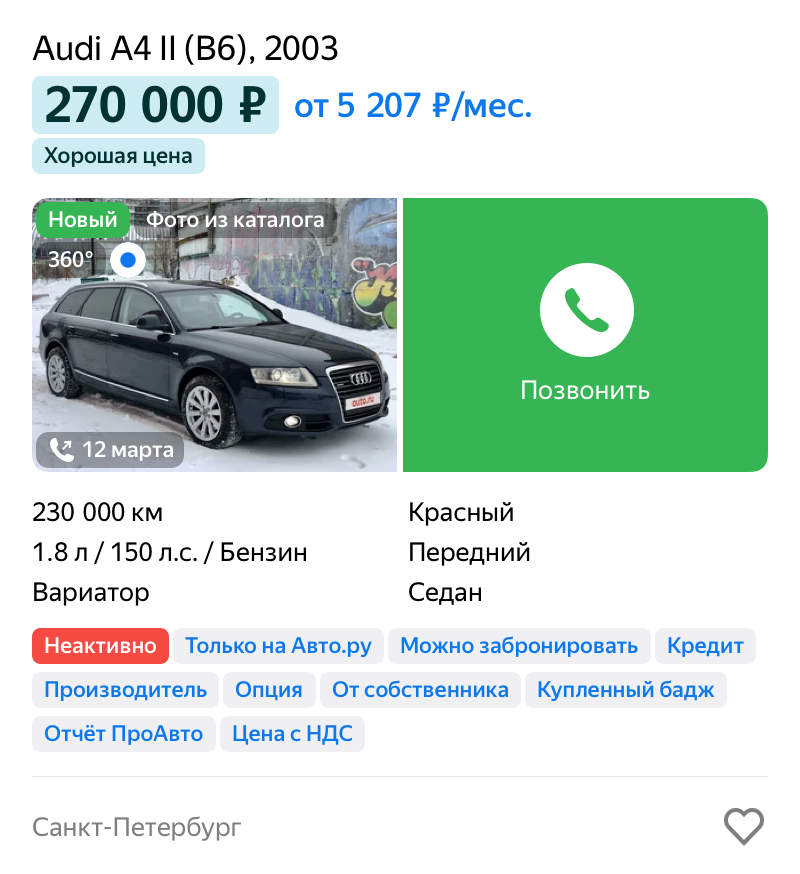 Audi A4 II (B6), 2003
270 000 ₽ от 5 207 ₽/мес.
Хорошая цена
Новый Фото из каталога
360°
auto.ru
12 марта
Позвонить
230 000 км Красный
1.8 л / 150 л.с. / Бензин Передний
Вариатор Седан
Неактивно Только на Авто.ру Можно забронировать Кредит
Производитель Опция От собственника Купленный бадж
Отчёт ПроАвто Цена с НДС
Санкт-Петербург